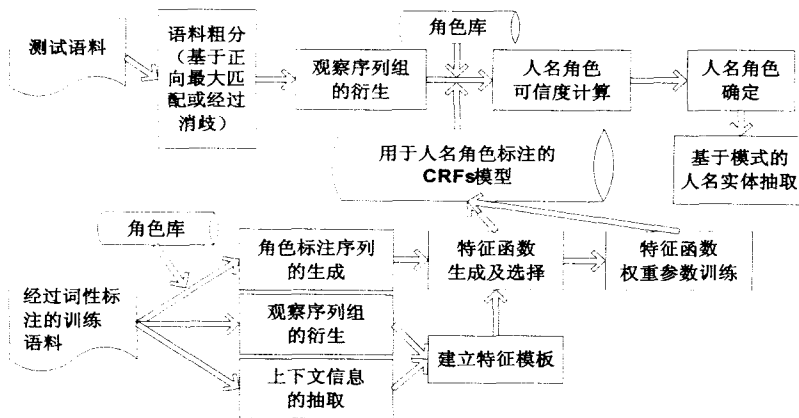 测试语料
语料粗分
（基于正
向最大匹
配或经过
消歧）
观察序列组
的衍生
角色库
人名角色
可信度计算
人名角色
确定
基于模式的
人名实体抽取
用于人名角色标注的
CRFs模型
角色库
经过词性标
注的训练
语料
角色标注序列
的生成
观察序列组
的衍生
上下文信息
的抽取
特征函数
生成及选择
特征函数
权重参数训练
建立特征模板